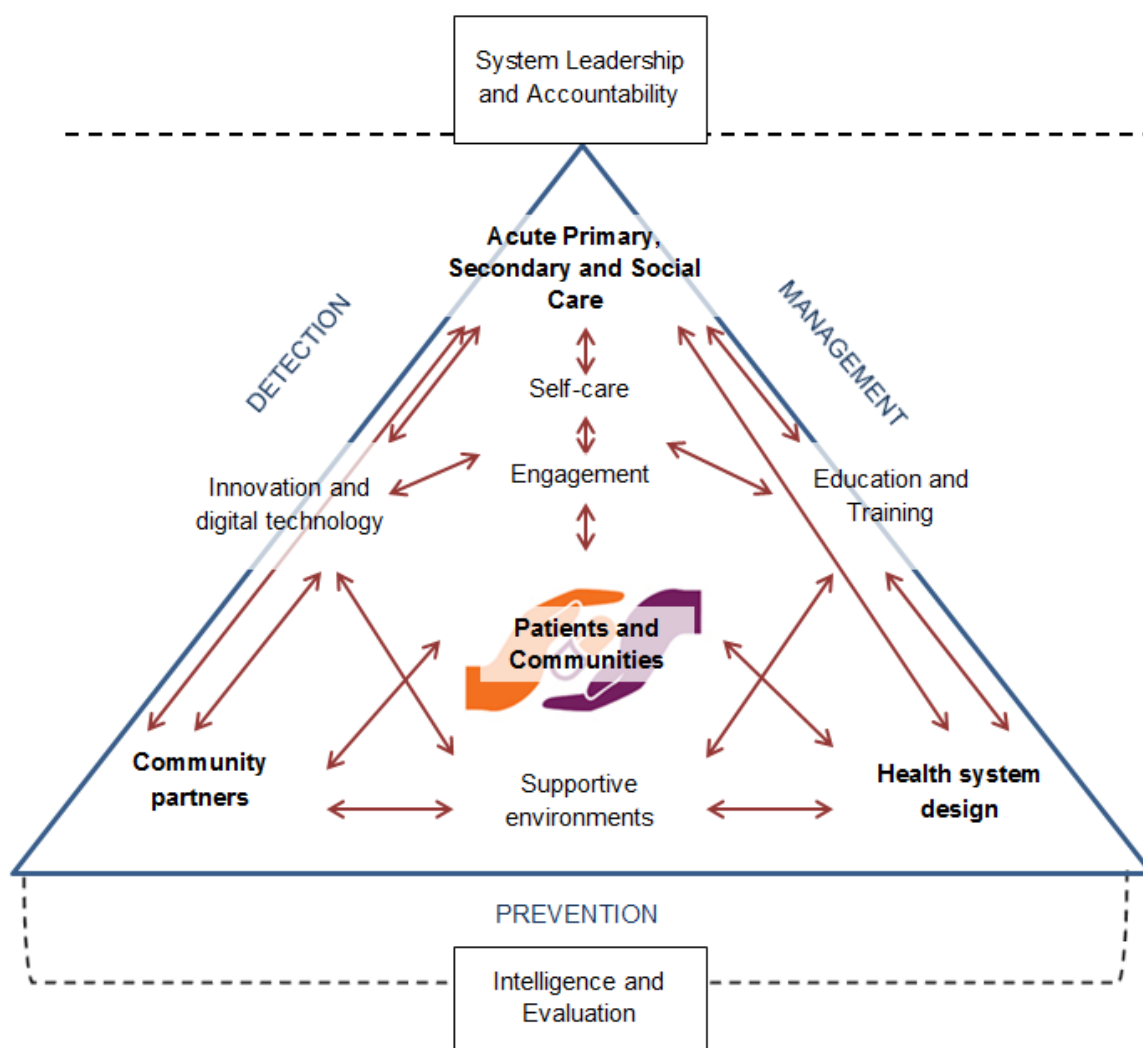 System Leadership
and Accountability
Acute Primary,
Secondary and Social
Care
DETECTION
MANAGEMENT
Self-care
Innovation and
digital technology
Engagement
Education and
Training
Patients and
Communities
Community
partners
Supportive
environments
Health system
design
PREVENTION
Intelligence and
Evaluation